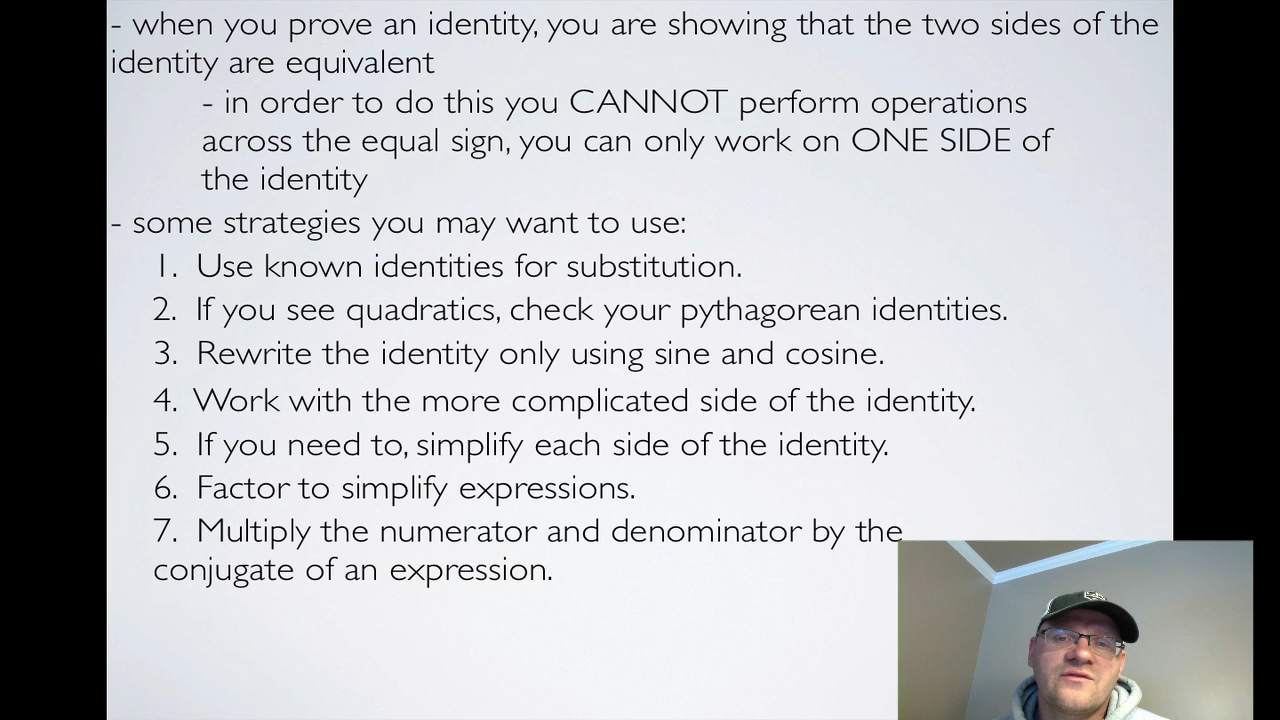 - when you prove an identity, you are showing that the two sides of the
identity are equivalent
- in order to do this you CANNOT perform operations
across the equal sign, you can only work on ONE SIDE of
the identity
- some strategies you may want to use:
1. Use known identities for substitution.
2. If you see quadratics, check your pythagorean identities.
3. Rewrite the identity only using sine and cosine.
4. Work with the more complicated side of the identity.
5. If you need to, simplify each side of the identity.
6. Factor to simplify expressions.
7. Multiply the numerator and denominator by the
conjugate of an expression.